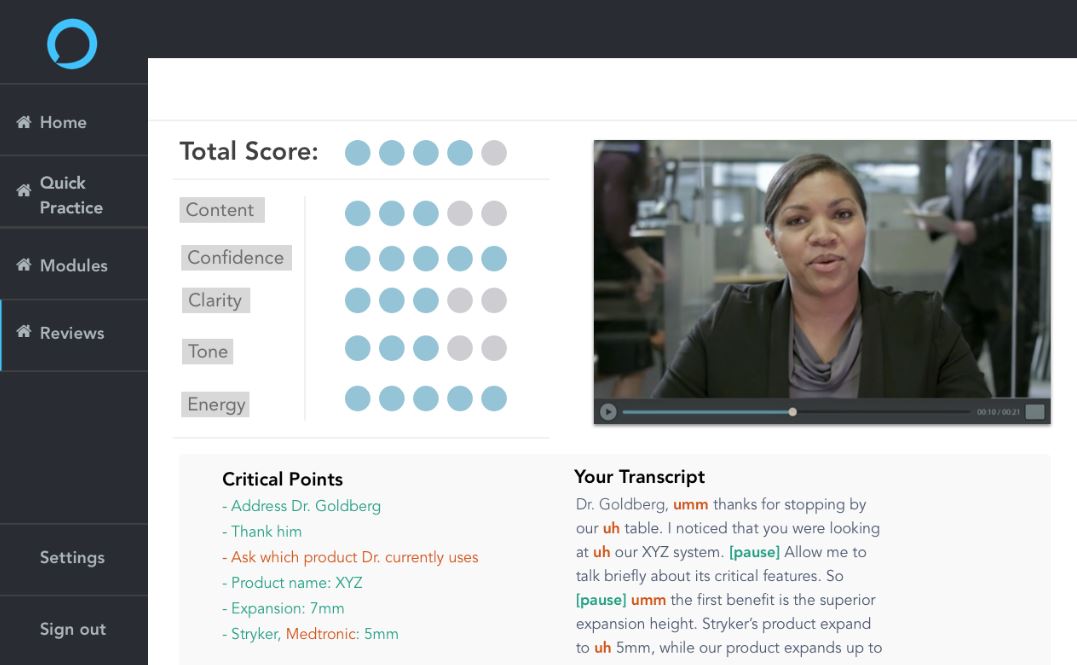 Home
Quick
Practice
Modules
Reviews
Settings
Sign out
Total Score:
Content
Confidence
Clarity
Tone
Energy
00:10 / 00:21
Critical Points
- Address Dr. Goldberg
- Thank him
- Ask which product Dr. currently uses
- Product name: XYZ
- Expansion: 7mm
- Stryker, Medtronic: 5mm
Your Transcript
Dr. Goldberg, umm thanks for stopping by
our uh table. I noticed that you were looking
at uh our XYZ system. [pause] Allow me to
talk briefly about its critical features. So
[pause] umm the first benefit is the superior
expansion height. Stryker’s product expand
to uh 5mm, while our product expands up to